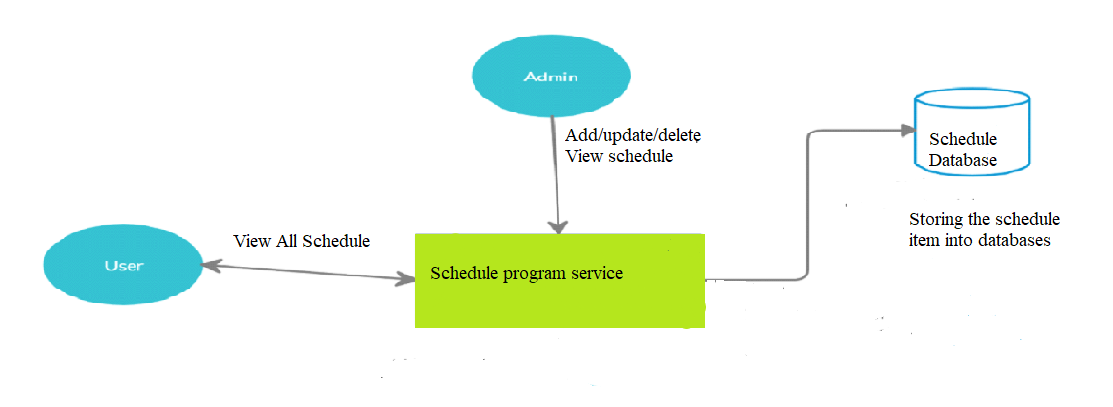 Admin
Add/update/delete
View schedule
Schedule
Database
Storing the schedule
item into databases
View All Schedule
User
Schedule program service